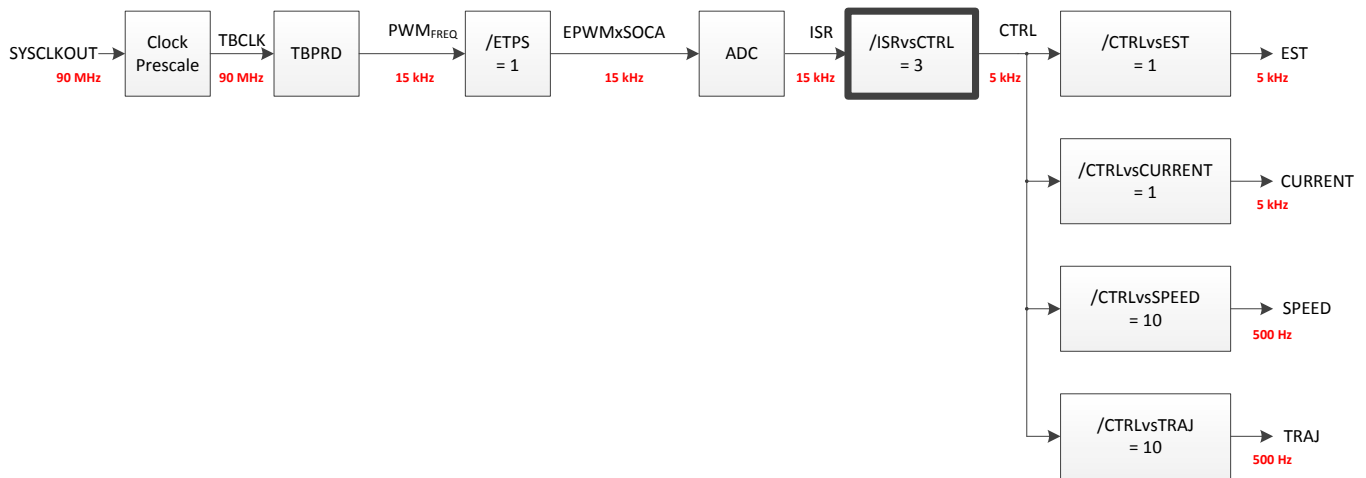 SYSCLKOUT
90 MHz
Clock
Prescale
TBCLK
90 MHz
TBPRD
PWMFREQ
15 kHz
/ETPS
= 1
EPWMxSOCA
15 kHz
ADC
ISR
15 kHz
/ISRvsCTRL
= 3
CTRL
5 kHz
/CTRLvsEST
= 1
EST
5 kHz
/CTRLvsCURRENT
= 1
CURRENT
5 kHz
/CTRLvsSPEED
= 10
SPEED
500 Hz
/CTRLvsTRAJ
= 10
TRAJ
500 Hz